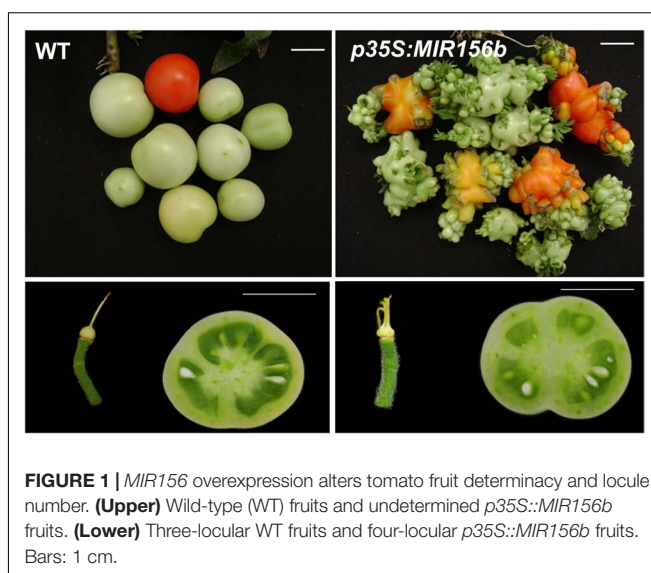 WT
p35S:MIR156b
FIGURE 1 | MIR156 overexpression alters tomato fruit determinacy and locule
number. (Upper) Wild-type (WT) fruits and undetermined p35S::MIR156b
fruits. (Lower) Three-locular WT fruits and four-locular p35S::MIR156b fruits.
Bars: 1 cm.